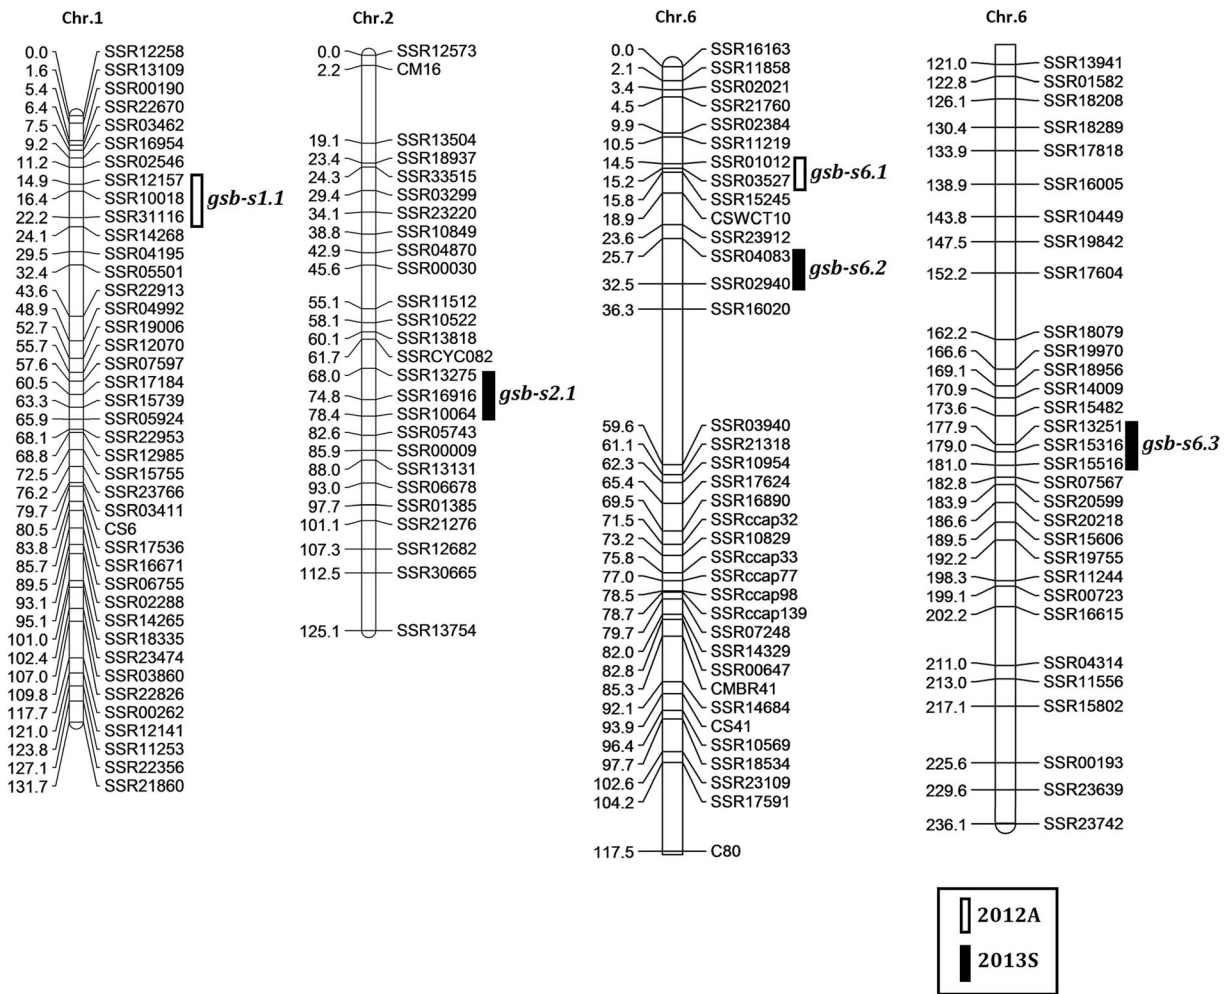 Chr.1
0.0 SSR12258
1.6 SSR13109
5.4 SSR00190
6.4 SSR22670
7.5 SSR03462
9.2 SSR16954
11.2 SSR02546
14.9 SSR12157
16.4 SSR10018
22.2 SSR31116
24.1 SSR14268
29.5 SSR04195
32.4 SSR05501
43.6 SSR22913
48.9 SSR04992
52.7 SSR19006
55.7 SSR12070
57.6 SSR07597
60.5 SSR17184
63.3 SSR15739
65.9 SSR05924
68.1 SSR22953
68.8 SSR12985
72.5 SSR15755
76.2 SSR23766
79.7 SSR03411
80.5 CS6
83.8 SSR17536
85.7 SSR16671
89.5 SSR06755
93.1 SSR02288
95.1 SSR14265
101.0 SSR18335
102.4 SSR23474
107.0 SSR03860
109.8 SSR22826
117.7 SSR00262
121.0 SSR12141
123.8 SSR11253
127.1 SSR22356
131.7 SSR21860
gsb-s1.1
Chr.2
0.0 SSR12573
2.2 CM16
19.1 SSR13504
23.4 SSR18937
24.3 SSR33515
29.4 SSR03299
34.1 SSR23220
38.8 SSR10849
42.9 SSR04870
45.6 SSR00030
55.1 SSR11512
58.1 SSR10522
60.1 SSR13818
61.7 SSRCYC082
68.0 SSR13275
74.8 SSR16916
78.4 SSR10064
82.6 SSR05743
85.9 SSR00009
88.0 SSR13131
93.0 SSR06678
97.7 SSR01385
101.1 SSR21276
107.3 SSR12682
112.5 SSR30665
125.1 SSR13754
gsb-s2.1
Chr.6
0.0 SSR16163
2.1 SSR11858
3.4 SSR02021
4.5 SSR21760
9.9 SSR02384
10.5 SSR11219
14.5 SSR01012
15.2 SSR03527
15.8 SSR15245
18.9 CSWCT10
23.6 SSR23912
25.7 SSR04083
32.5 SSR02940
36.3 SSR16020
59.6 SSR03940
61.1 SSR21318
62.3 SSR10954
65.4 SSR17624
69.5 SSR16890
71.5 SSRccap32
73.2 SSR10829
75.8 SSRccap33
77.0 SSRccap77
78.5 SSRccap98
78.7 SSRccap139
79.7 SSR07248
82.0 SSR14329
82.8 SSR00647
85.3 CMBR41
92.1 SSR14684
93.9 CS41
96.4 SSR10569
97.7 SSR18534
102.6 SSR23109
104.2 SSR17591
117.5 C80
gsb-s6.1
gsb-s6.2
Chr.6
121.0 SSR13941
122.8 SSR01582
126.1 SSR18208
130.4 SSR18289
133.9 SSR17818
138.9 SSR16005
143.8 SSR10449
147.5 SSR19842
152.2 SSR17604
162.2 SSR18079
166.6 SSR19970
169.1 SSR18956
170.9 SSR14009
173.6 SSR15482
177.9 SSR13251
179.0 SSR15316
181.0 SSR15516
182.8 SSR07567
183.9 SSR20599
186.6 SSR20218
189.5 SSR15606
192.2 SSR19755
198.3 SSR11244
199.1 SSR00723
202.2 SSR16615
211.0 SSR04314
213.0 SSR11556
217.1 SSR15802
225.6 SSR00193
229.6 SSR23639
236.1 SSR23742
gsb-s6.3
2012A
2013S